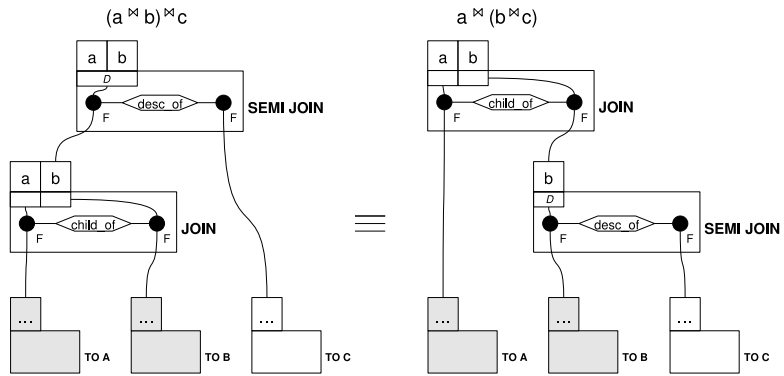 (a ⋈ b) ⋈ c
a b
D
desc_of
F F
SEMI JOIN
a b
child_of
F F
JOIN
... ... ...
TO A TO B TO C
≡
a ⋈ (b ⋈ c)
a b
child_of
F F
JOIN
b
D
desc_of
F F
SEMI JOIN
... ... ...
TO A TO B TO C